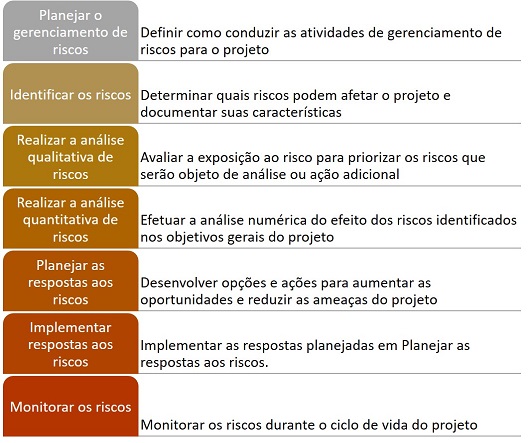 Planejar o
gerenciamento de
riscos
Definir como conduzir as atividades de gerenciamento de
riscos para o projeto
Identificar os riscos
Determinar quais riscos podem afetar o projeto e
documentar suas características
Realizar a análise
qualitativa de
riscos
Avaliar a exposição ao risco para priorizar os riscos que
serão objeto de análise ou ação adicional
Realizar a análise
quantitativa de
riscos
Efetuar a análise numérica do efeito dos riscos identificados
nos objetivos gerais do projeto
Planejar as
respostas aos
riscos
Desenvolver opções e ações para aumentar as
oportunidades e reduzir as ameaças do projeto
Implementar
respostas aos
riscos
Implementar as respostas planejadas em Planejar as
respostas aos riscos.
Monitorar os riscos
Monitorar os riscos durante o ciclo de vida do projeto